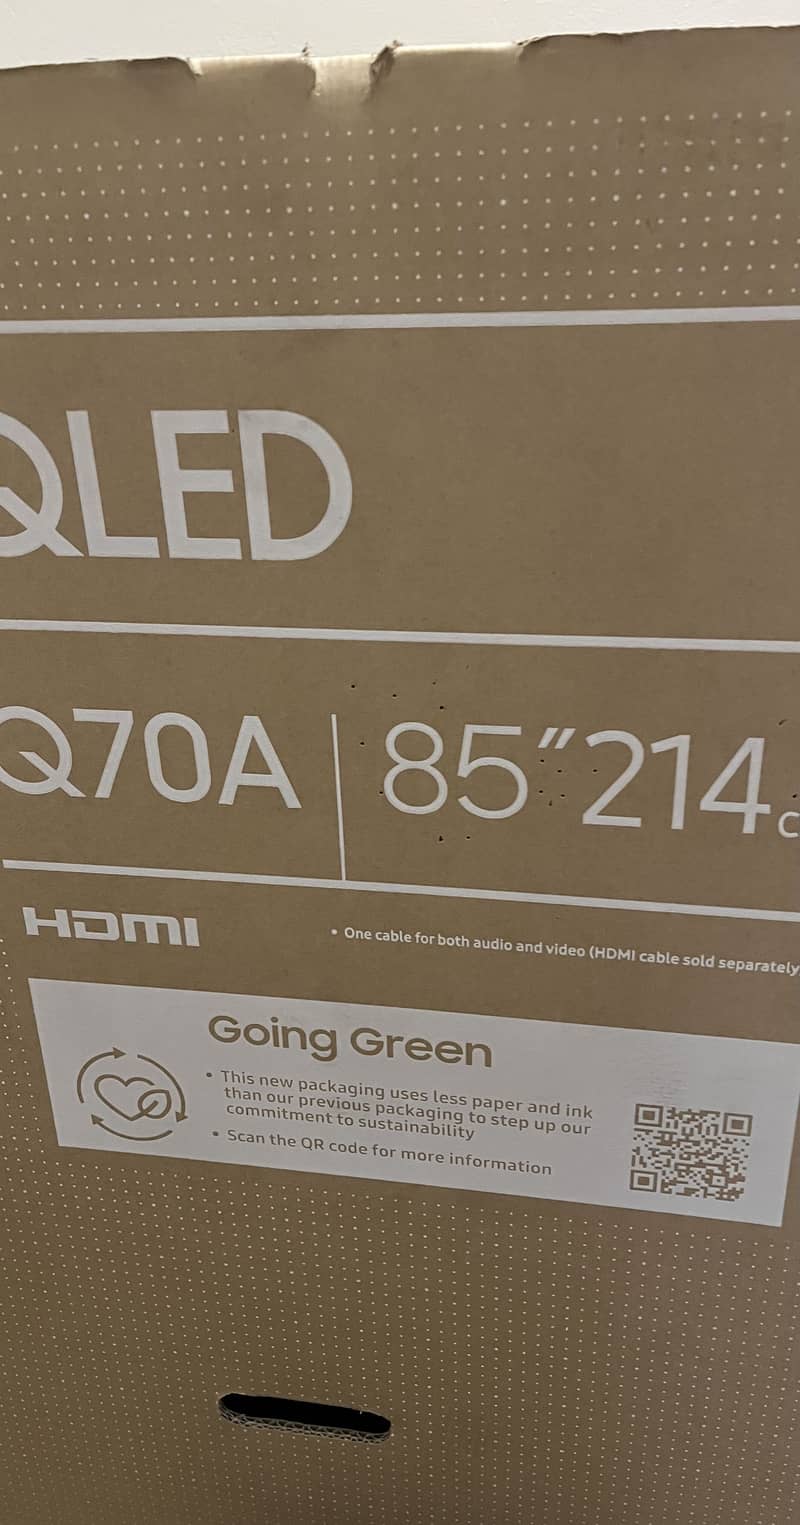 QLED
Q70A | 85” 214 c
HDMI
• One cable for both audio and video (HDMI cable sold separately
Going Green
• This new packaging uses less paper and ink
than our previous packaging to step up our
commitment to sustainability
• Scan the QR code for more information